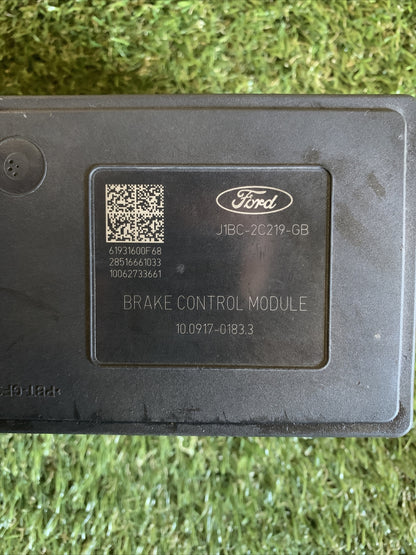 Ford
J1BC-2C219-GB
61931600F68
28516661033
10062733661
BRAKE CONTROL MODULE
10.0917-0183.3